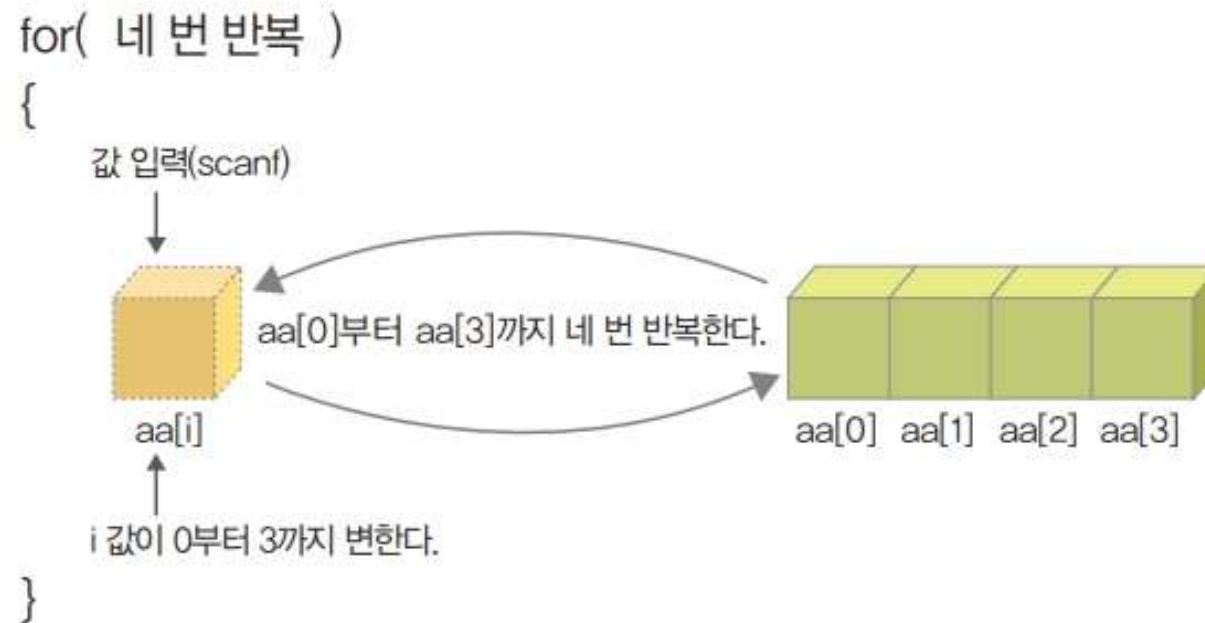 for( 네 번 반복 )
{
값 입력(scanf)
aa[0]부터 aa[3]까지 네 번 반복한다.
aa[i]
aa[0] aa[1] aa[2] aa[3]
i 값이 0부터 3까지 변한다.
}